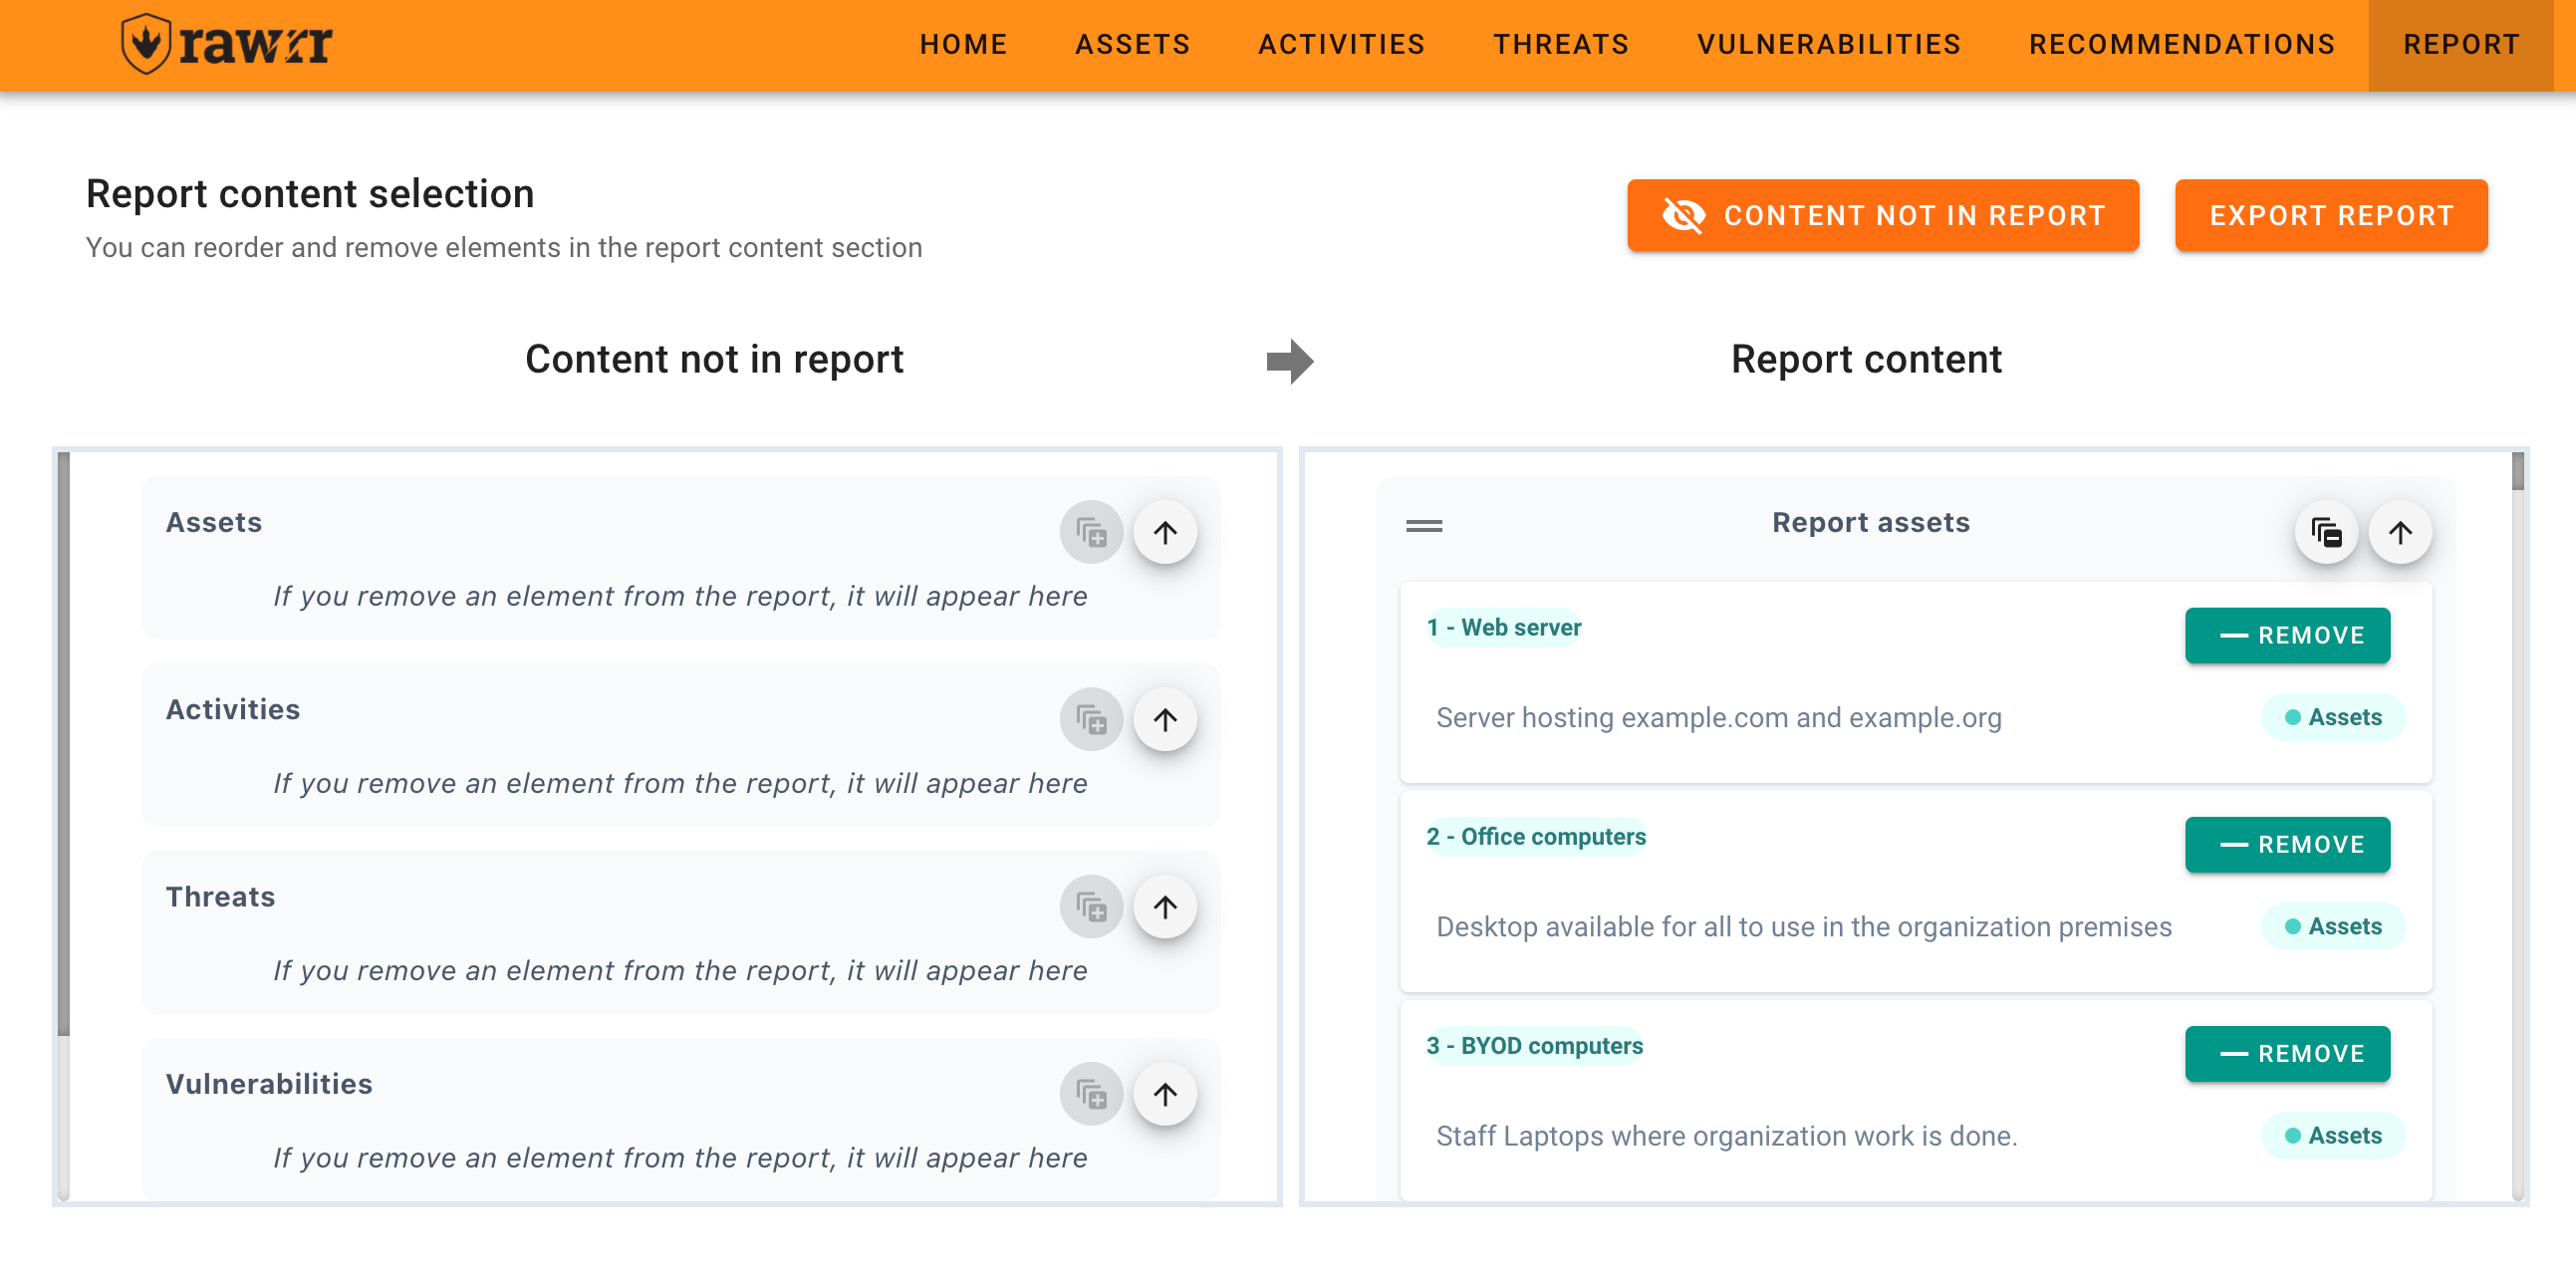 rawrr
HOME ASSETS ACTIVITIES THREATS VULNERABILITIES RECOMMENDATIONS REPORT
Report content selection
You can reorder and remove elements in the report content section
CONTENT NOT IN REPORT
EXPORT REPORT
Content not in report
Report content
Assets
If you remove an element from the report, it will appear here
Activities
If you remove an element from the report, it will appear here
Threats
If you remove an element from the report, it will appear here
Vulnerabilities
If you remove an element from the report, it will appear here
Report assets
1 - Web server
REMOVE
Server hosting example.com and example.org
Assets
2 - Office computers
REMOVE
Desktop available for all to use in the organization premises
Assets
3 - BYOD computers
REMOVE
Staff Laptops where organization work is done.
Assets